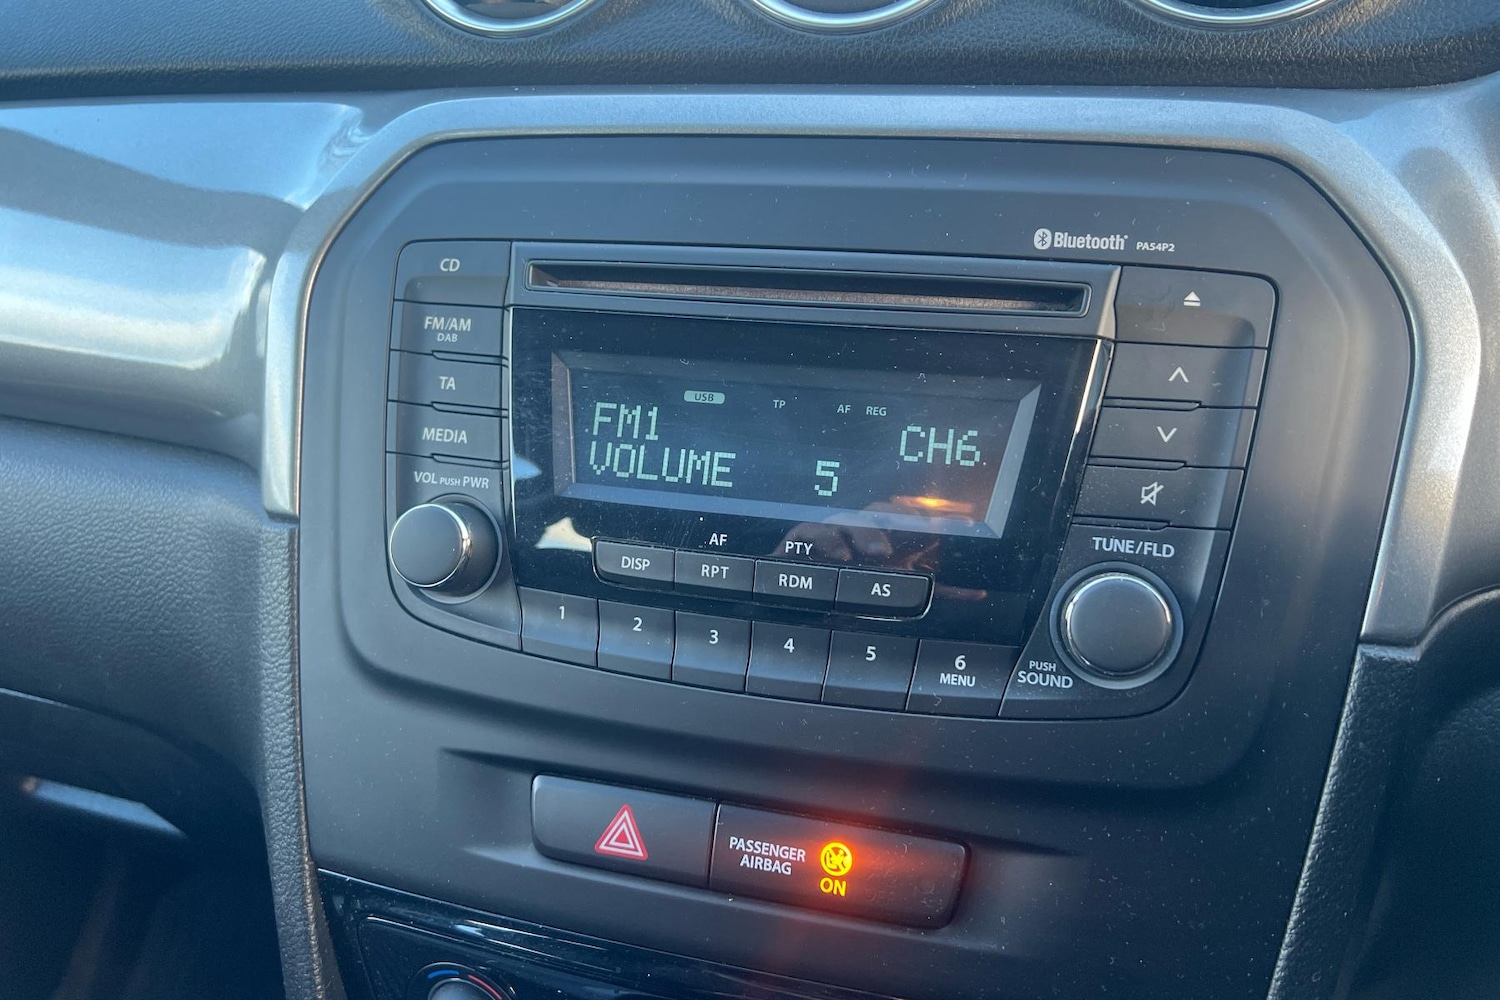 Bluetooth PAS4P2
CD
FM/AM
DAB
TA
MEDIA
VOL PUSH PWR
USB TP AF REG
FM1 CH6
VOLUME 5
TUNE/FLD
AF PTY
DISP RPT RDM AS
1 2 3 4 5 6
MENU
PUSH
SOUND
PASSENGER
AIRBAG
ON